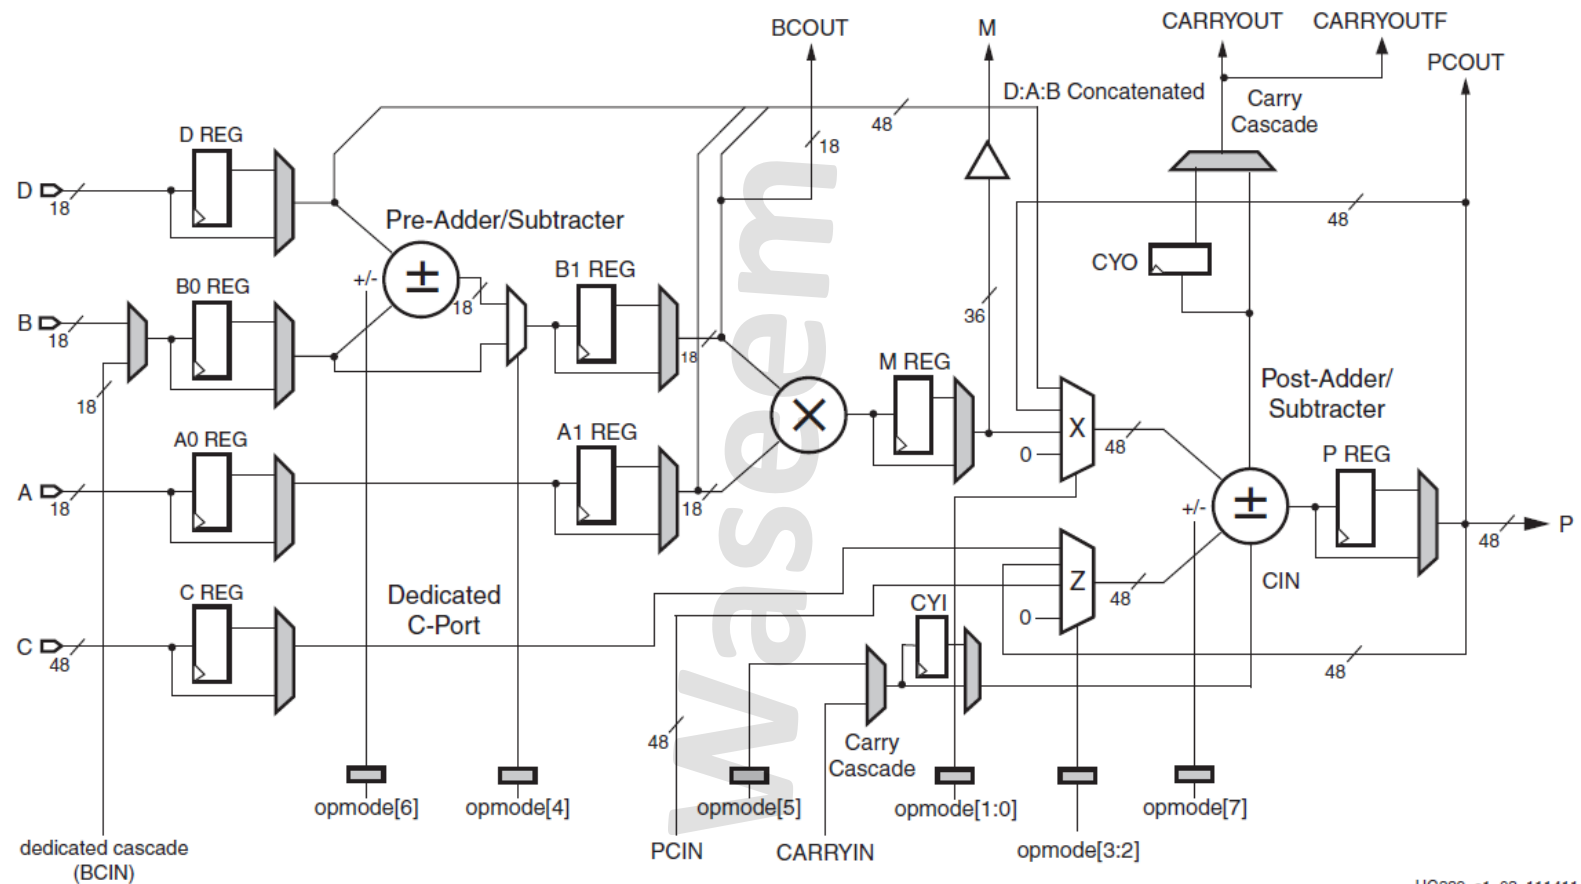 BCOUT
M
CARRYOUT
CARRYOUTF
PCOUT
D:A:B Concatenated
Carry
Cascade
48
18
D REG
D
18
Pre-Adder/Subtracter
+/-
±
18
48
B0 REG
B1 REG
B
18
18
18
CYO
36
M REG
×
Post-Adder/
Subtracter
A0 REG
A1 REG
A
18
18
X
0
48
P REG
+/-
±
P
48
CIN
C REG
C
48
Dedicated
C-Port
Z
0
48
CYI
48
48
Carry
Cascade
opmode[6]
opmode[4]
opmode[5]
opmode[1:0]
opmode[7]
dedicated cascade
(BCIN)
PCIN
CARRYIN
opmode[3:2]
Waseem